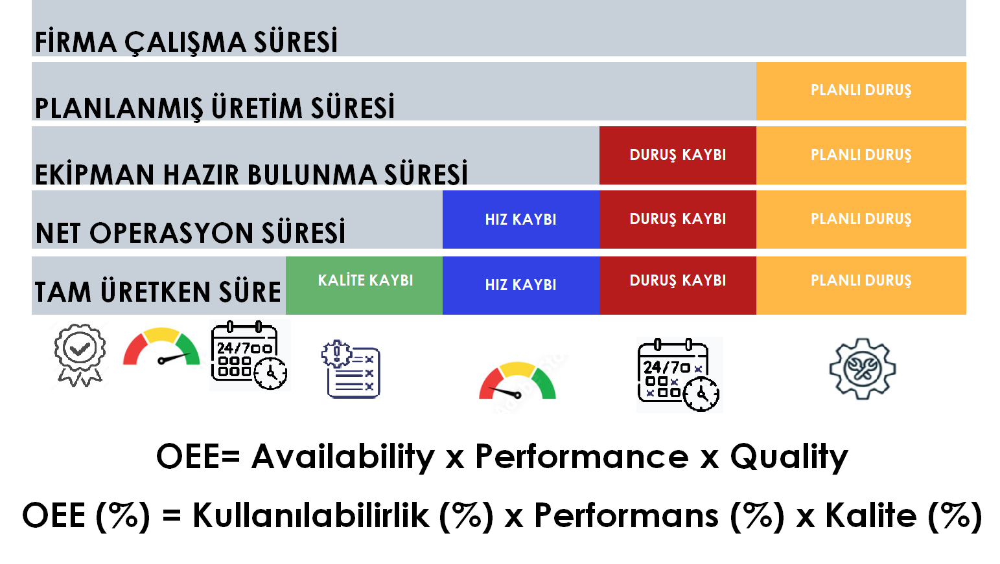 FİRMA ÇALIŞMA SÜRESİ
PLANLANMIŞ ÜRETİM SÜRESİ
PLANLI DURUŞ
EKİPMAN HAZIR BULUNMA SÜRESİ
DURUŞ KAYBI
PLANLI DURUŞ
NET OPERASYON SÜRESİ
HIZ KAYBI
DURUŞ KAYBI
PLANLI DURUŞ
TAM ÜRETKEN SÜRE
KALİTE KAYBI
HIZ KAYBI
DURUŞ KAYBI
PLANLI DURUŞ
24/7
24/7
OEE= Availability x Performance x Quality
OEE (%) = Kullanılabilirlik (%) x Performans (%) x Kalite (%)